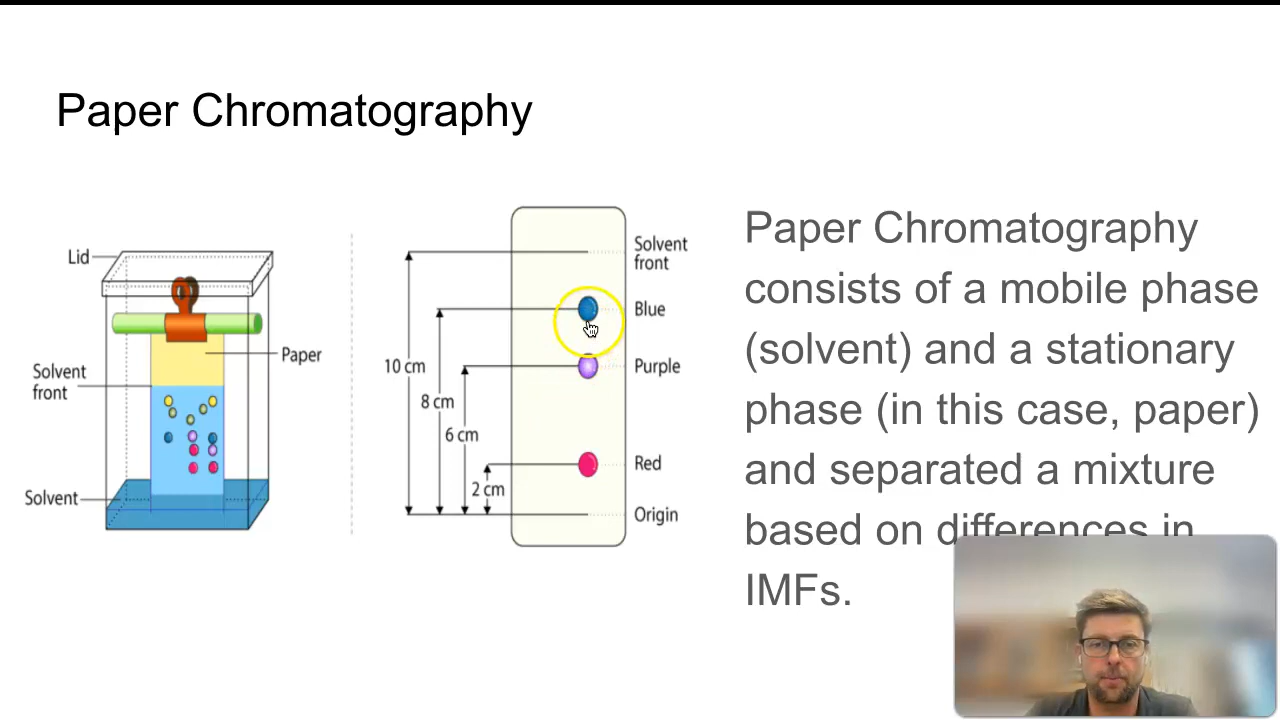 Paper Chromatography
Lid
Paper
Solvent
front
Solvent
Solvent
front
Blue
Purple
10 cm
8 cm
6 cm
Red
2 cm
Origin
Paper Chromatography
consists of a mobile phase
(solvent) and a stationary
phase (in this case, paper)
and separated a mixture
based on differences in
IMFs.